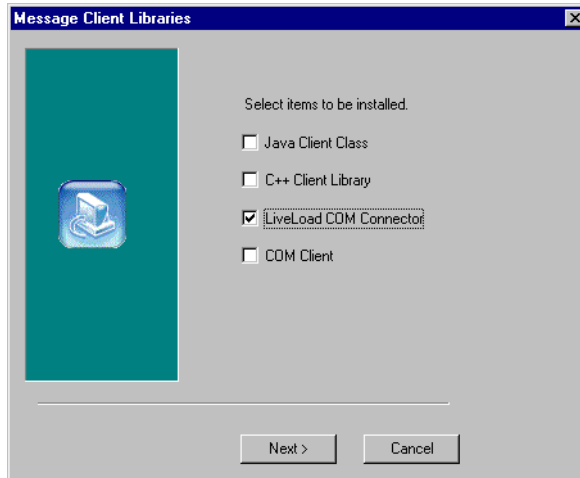 Message Client Libraries
Select items to be installed.
Java Client Class
C++ Client Library
LiveLoad COM Connector
COM Client
Next > Cancel